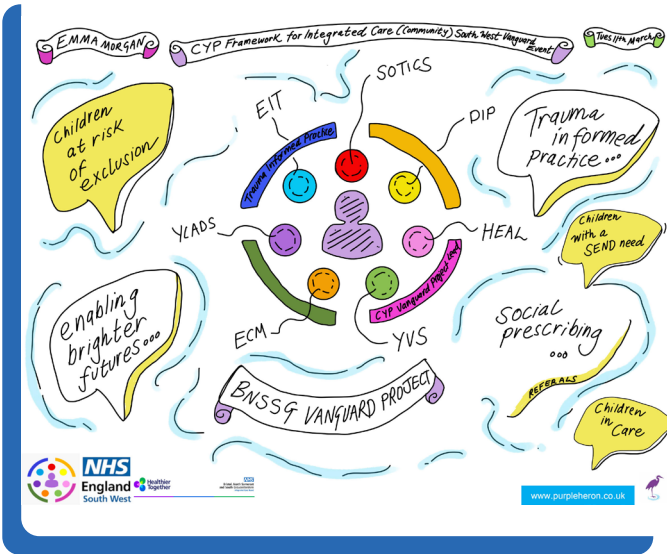 EMMA MORGAN
CYP Framework for Integrated Care (Community) South West Vanguard
Event
Tues 11th March
SOTICS
EIT
DIP
Children
at risk
of
exclusion
Trauma Informed Practice
Trauma
informed
practice...
YLADS
HEAL
Children
with a
SEND need
enabling
brighter
futures...
CYP Vanguard Project
ECM
YVS
Social
prescribing
...
REFERALS
BNSSG VANGUARD PROJECT
Children
in
Care
NHS
England
South West
Healthier
Together
NHS
www.purpleheron.co.uk